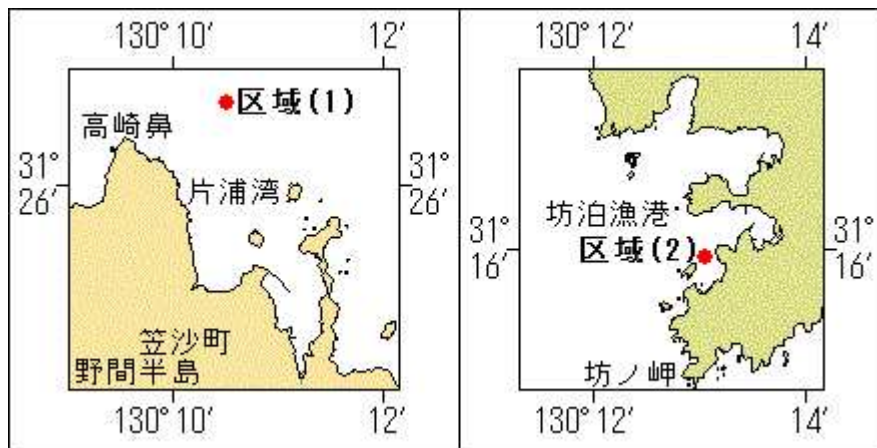 130° 10′ 12′
区域(1)
高崎鼻
31° 26′
片浦湾
31° 26′
笠沙町
野間半島
130° 10′ 12′
130° 12′ 14′
坊泊漁港
31° 16′
区域(2)
31° 16′
坊ノ岬
130° 12′ 14′